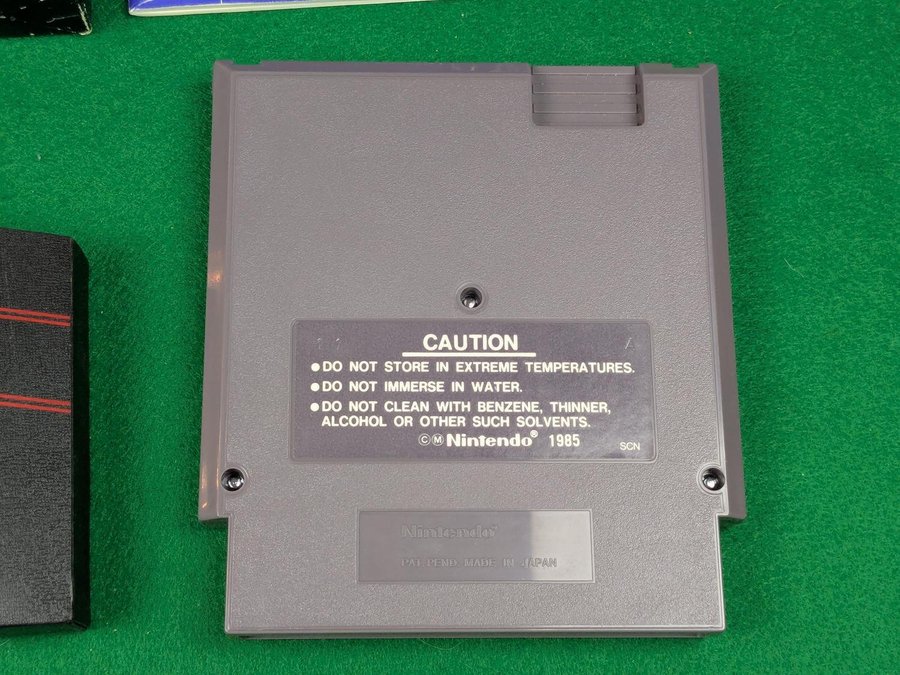 CAUTION
●DO NOT STORE IN EXTREME TEMPERATURES.
●DO NOT IMMERSE IN WATER.
●DO NOT CLEAN WITH BENZENE, THINNER,
ALCOHOL OR OTHER SUCH SOLVENTS.
©Ⓜ Nintendo® 1985
SCN
Nintendo®
PAT. PEND MADE IN JAPAN